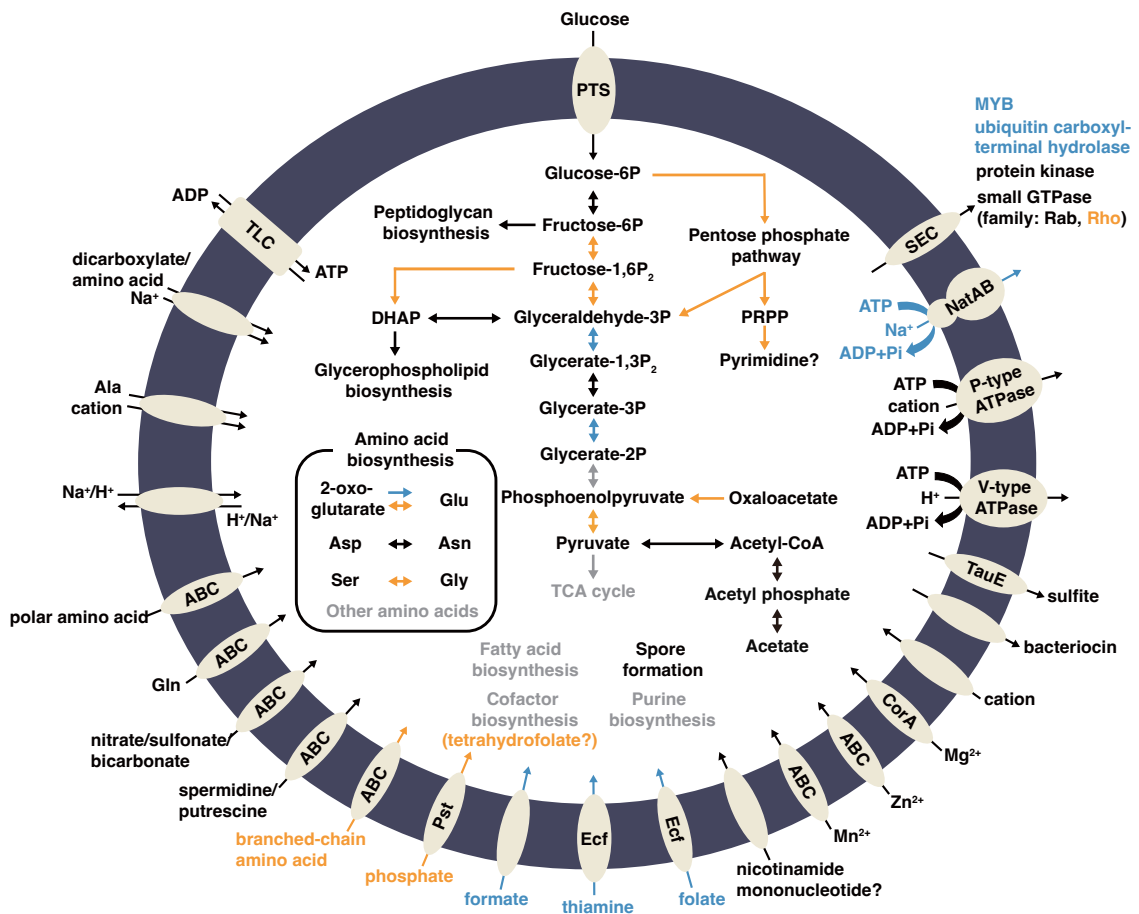 Glucose
PTS
MYB
ubiquitin carboxyl-
terminal hydrolase
protein kinase
small GTPase
(family: Rab, Rho)
SEC
ADP
TLC
ATP
dicarboxylate/
amino acid
Na⁺
Ala
cation
Na⁺/H⁺
H⁺/Na⁺
Glucose-6P
Peptidoglycan
biosynthesis
Fructose-6P
Pentose phosphate
pathway
Fructose-1,6P₂
DHAP
Glyceraldehyde-3P
PRPP
Glycerophospholipid
biosynthesis
Glycerate-1,3P₂
Pyrimidine?
Glycerate-3P
Glycerate-2P
Phosphoenolpyruvate
Oxaloacetate
Pyruvate
Acetyl-CoA
TCA cycle
Acetyl phosphate
Acetate
Amino acid
biosynthesis
2-oxo-
glutarate
Glu
Asp
Asn
Ser
Gly
Other amino acids
Fatty acid
biosynthesis
Spore
formation
Cofactor
biosynthesis
(tetrahydrofolate?)
Purine
biosynthesis
ATP
Na⁺
ADP+Pi
NatAB
ATP
cation
ADP+Pi
P-type
ATPase
ATP
H⁺
ADP+Pi
V-type
ATPase
TauE
sulfite
bacteriocin
cation
CorA
Mg²⁺
ABC
Zn²⁺
ABC
Mn²⁺
nicotinamide
mononucleotide?
Ecf
folate
Ecf
thiamine
formate
Pst
phosphate
ABC
branched-chain
amino acid
ABC
spermidine/
putrescine
ABC
nitrate/sulfonate/
bicarbonate
ABC
Gln
ABC
polar amino acid